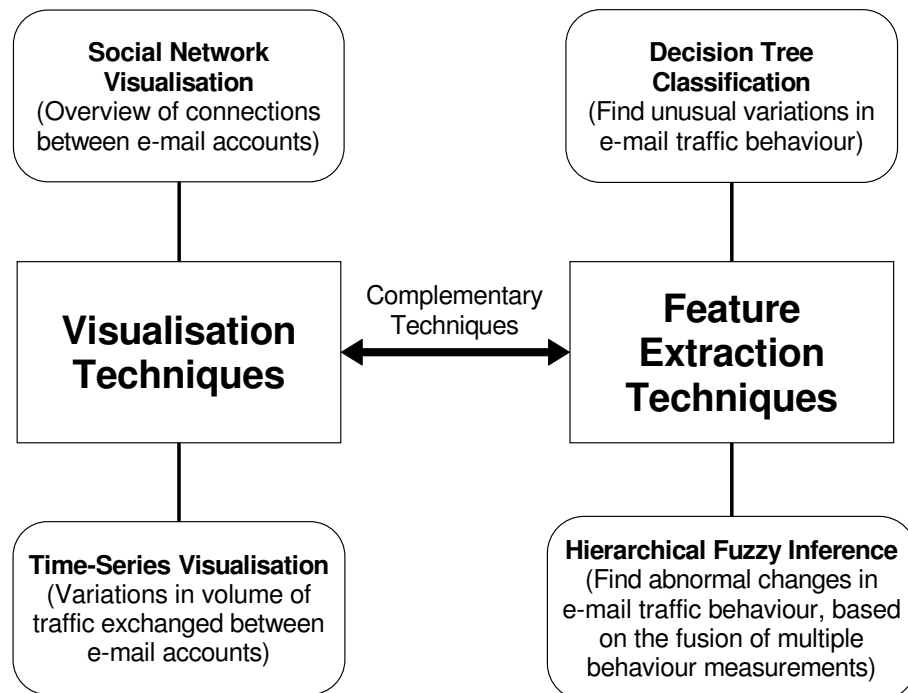 Social Network
Visualisation
(Overview of connections
between e-mail accounts)
Decision Tree
Classification
(Find unusual variations in
e-mail traffic behaviour)
Visualisation
Techniques
Complementary
Techniques
Feature
Extraction
Techniques
Time-Series Visualisation
(Variations in volume of
traffic exchanged between
e-mail accounts)
Hierarchical Fuzzy Inference
(Find abnormal changes in
e-mail traffic behaviour, based
on the fusion of multiple
behaviour measurements)